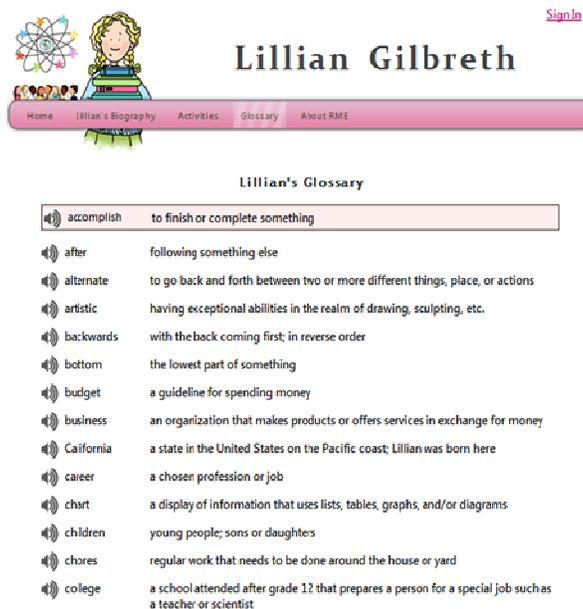 Sign In
Lillian Gilbreth
Home Lillian's Biography Activities Glossary About RME
Lillian's Glossary
accomplish to finish or complete something
after following something else
alternate to go back and forth between two or more different things, place, or actions
artistic having exceptional abilities in the realm of drawing, sculpting, etc.
backwards with the back coming first; in reverse order
bottom the lowest part of something
budget a guideline for spending money
business an organization that makes products or offers services in exchange for money
California a state in the United States on the Pacific coast; Lillian was born here
career a chosen profession or job
chart a display of information that uses lists, tables, graphs, and/or diagrams
children young people; sons or daughters
chores regular work that needs to be done around the house or yard
college a school attended after grade 12 that prepares a person for a special job such as
a teacher or scientist